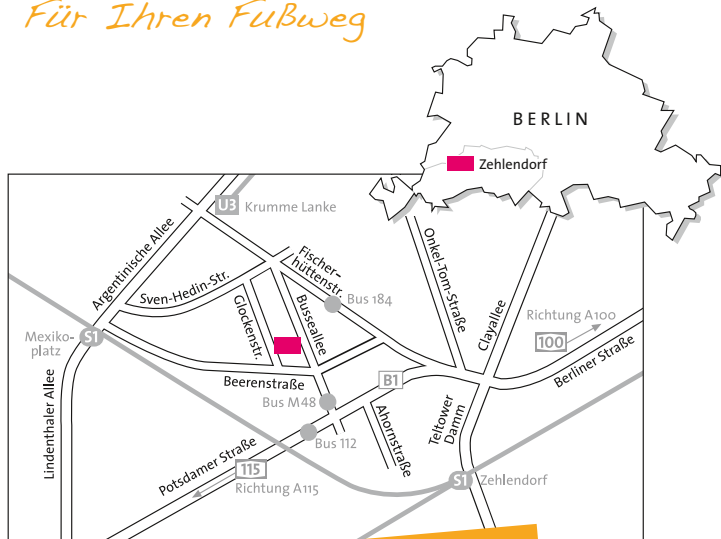 Für Ihren Fußweg
BERLIN
Zehlendorf
U3 Krumme Lanke
Argentinische Allee
Sven-Hedin-Str.
Fischer-
hüttenstr.
Onkel-Tom-Straße
Clayallee
Glockenstr.
Busseallee
Bus 184
Richtung A100
100
Mexiko-
platz
S1
Berliner Straße
Beerenstraße
B1
Lindenthaler Allee
Bus M48
Ahornstraße
Teltower
Damm
Bus 112
Potsdamer Straße
115
Richtung A115
S1 Zehlendorf